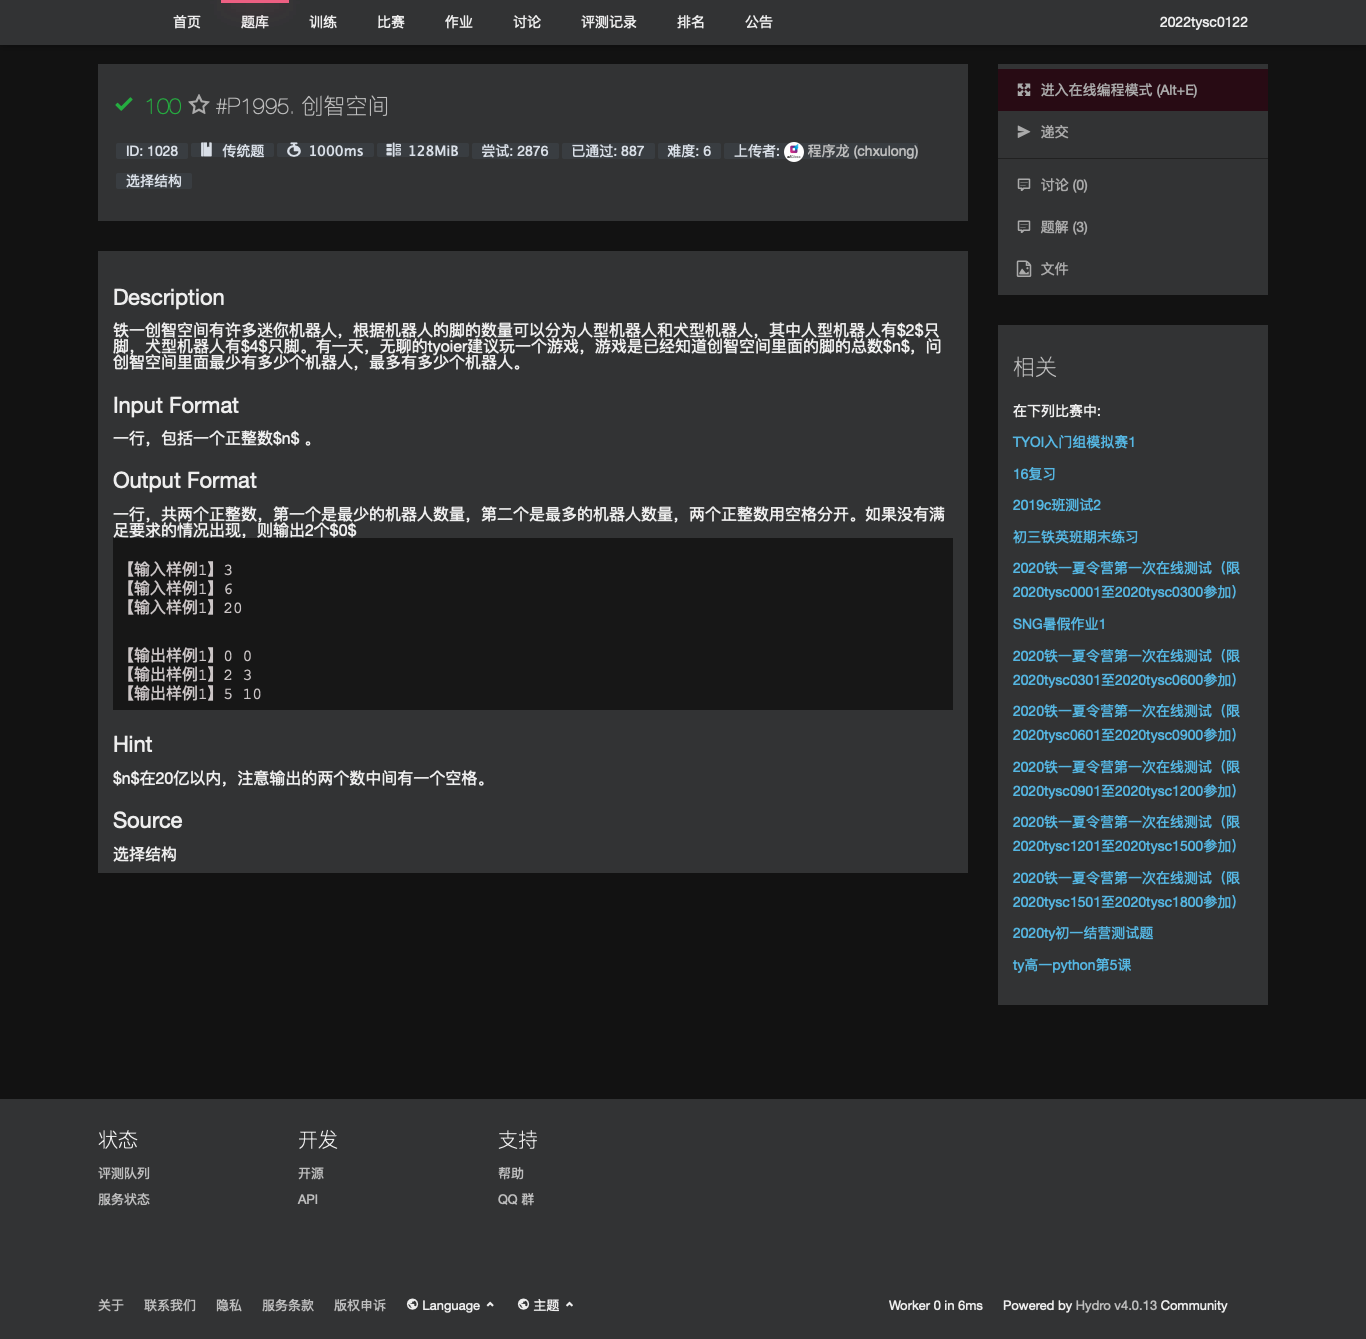 首页 题库 训练 比赛 作业 讨论 评测记录 排名 公告 2022tysc0122
100 #P1995. 创智空间
ID: 1028 传统题 1000ms 128MiB 尝试: 2876 已通过: 887 难度: 6 上传者: 程序龙 (chxulong)
选择结构
Description
铁一创智空间有许多迷你机器人，根据机器人的脚的数量可以分为人型机器人和犬型机器人，其中人型机器人有$2$只
脚，犬型机器人有$4$只脚。有一天，无聊的tyoier建议玩一个游戏，游戏是已经知道创智空间里面的脚的总数$n$，问
创智空间里面最少有多少个机器人，最多有多少个机器人。
Input Format
一行，包括一个正整数$n$ 。
Output Format
一行，共两个正整数，第一个是最少的机器人数量，第二个是最多的机器人数量，两个正整数用空格分开。如果没有满
足要求的情况出现，则输出2个$0$
【输入样例1】3
【输入样例1】6
【输入样例1】20
【输出样例1】0 0
【输出样例1】2 3
【输出样例1】5 10
Hint
$n$在20亿以内，注意输出的两个数中间有一个空格。
Source
选择结构
进入在线编程模式 (Alt+E)
递交
讨论 (0)
题解 (3)
文件
相关
在下列比赛中:
TYOI入门组模拟赛1
16复习
2019c班测试2
初三铁英班期末练习
2020铁一夏令营第一次在线测试（限
2020tysc0001至2020tysc0300参加）
SNG暑假作业1
2020铁一夏令营第一次在线测试（限
2020tysc0301至2020tysc0600参加）
2020铁一夏令营第一次在线测试（限
2020tysc0601至2020tysc0900参加）
2020铁一夏令营第一次在线测试（限
2020tysc0901至2020tysc1200参加）
2020铁一夏令营第一次在线测试（限
2020tysc1201至2020tysc1500参加）
2020铁一夏令营第一次在线测试（限
2020tysc1501至2020tysc1800参加）
2020ty初一结营测试题
ty高一python第5课
状态
评测队列
服务状态
开发
开源
API
支持
帮助
QQ 群
关于 联系我们 隐私 服务条款 版权申诉 Language 主题 Worker 0 in 6ms Powered by Hydro v4.0.13 Community